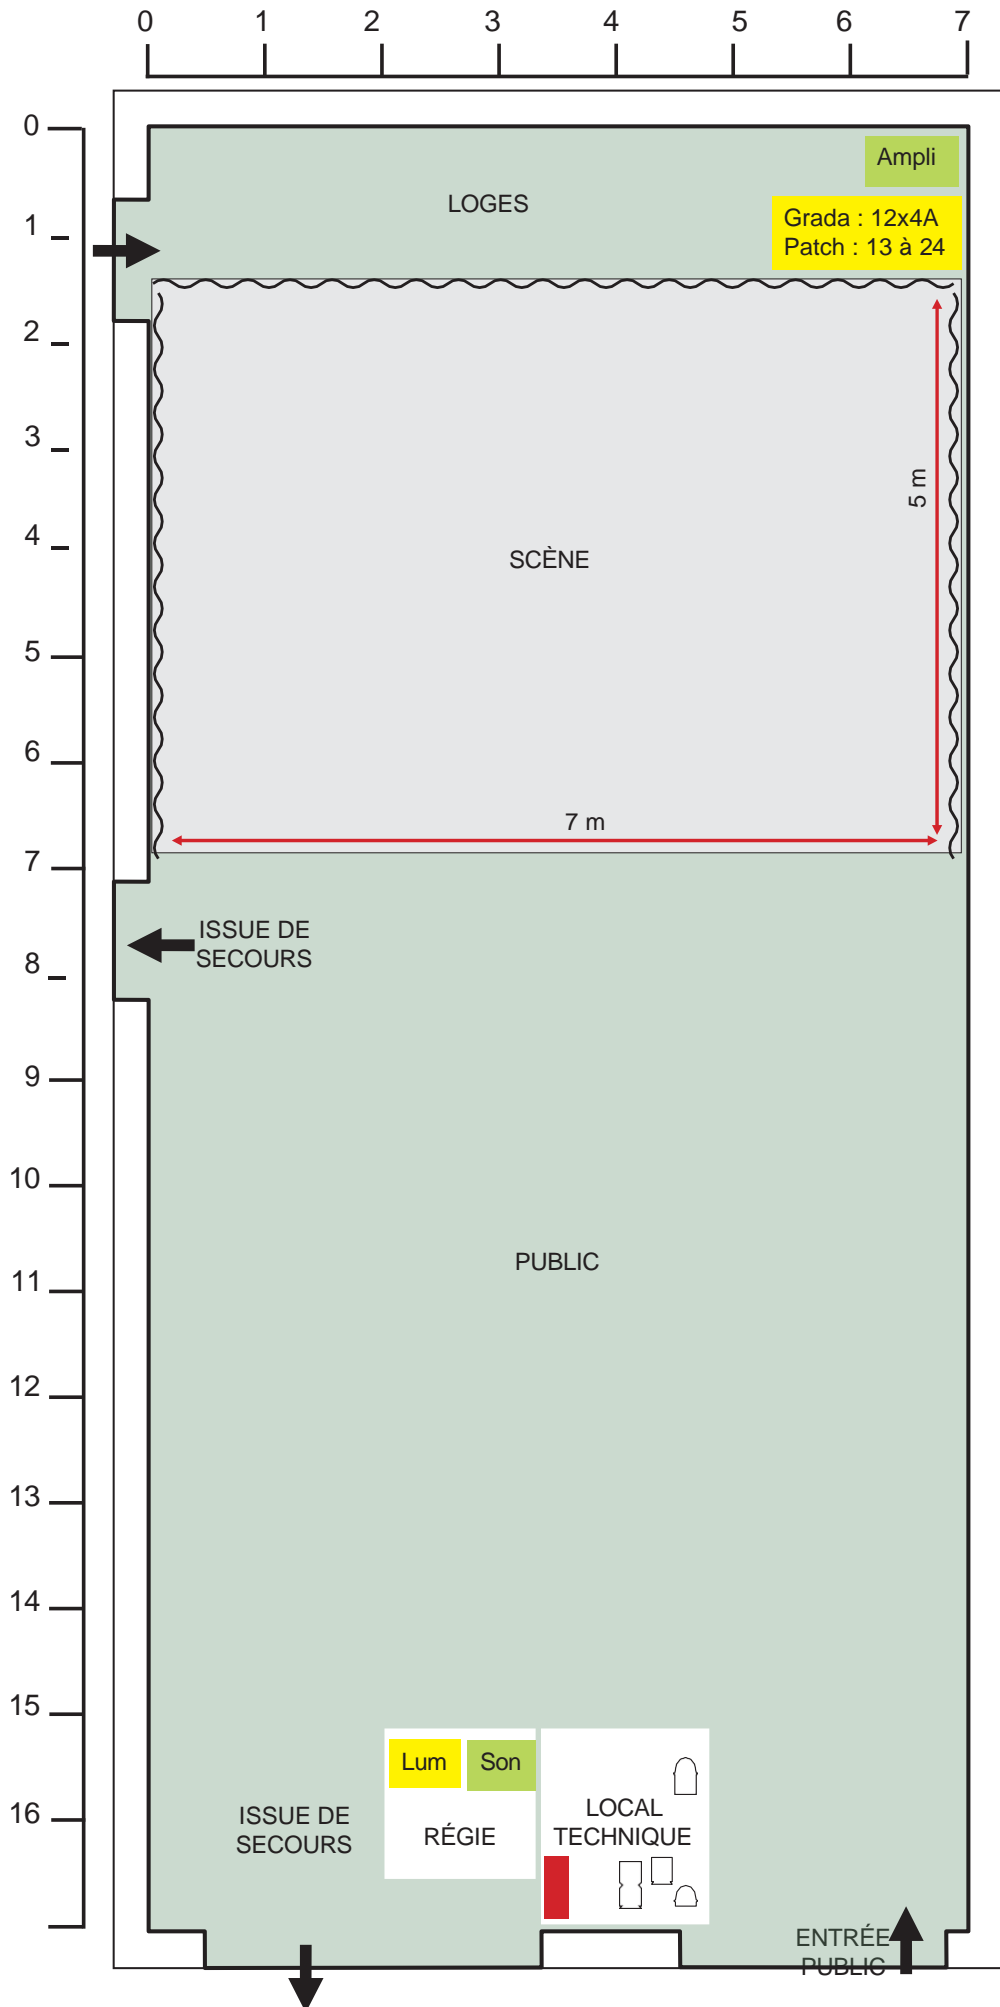 0 1 2 3 4 5 6 7
0
Ampli
LOGES
Grada : 12x4A
Patch : 13 à 24
1
2
3
5 m
4
SCÈNE
5
6
7 m
7
ISSUE DE
SECOURS
8
9
10
PUBLIC
11
12
13
14
15
Lum
Son
16
ISSUE DE
SECOURS
RÉGIE
LOCAL
TECHNIQUE
ENTRÉE
PUBLIC